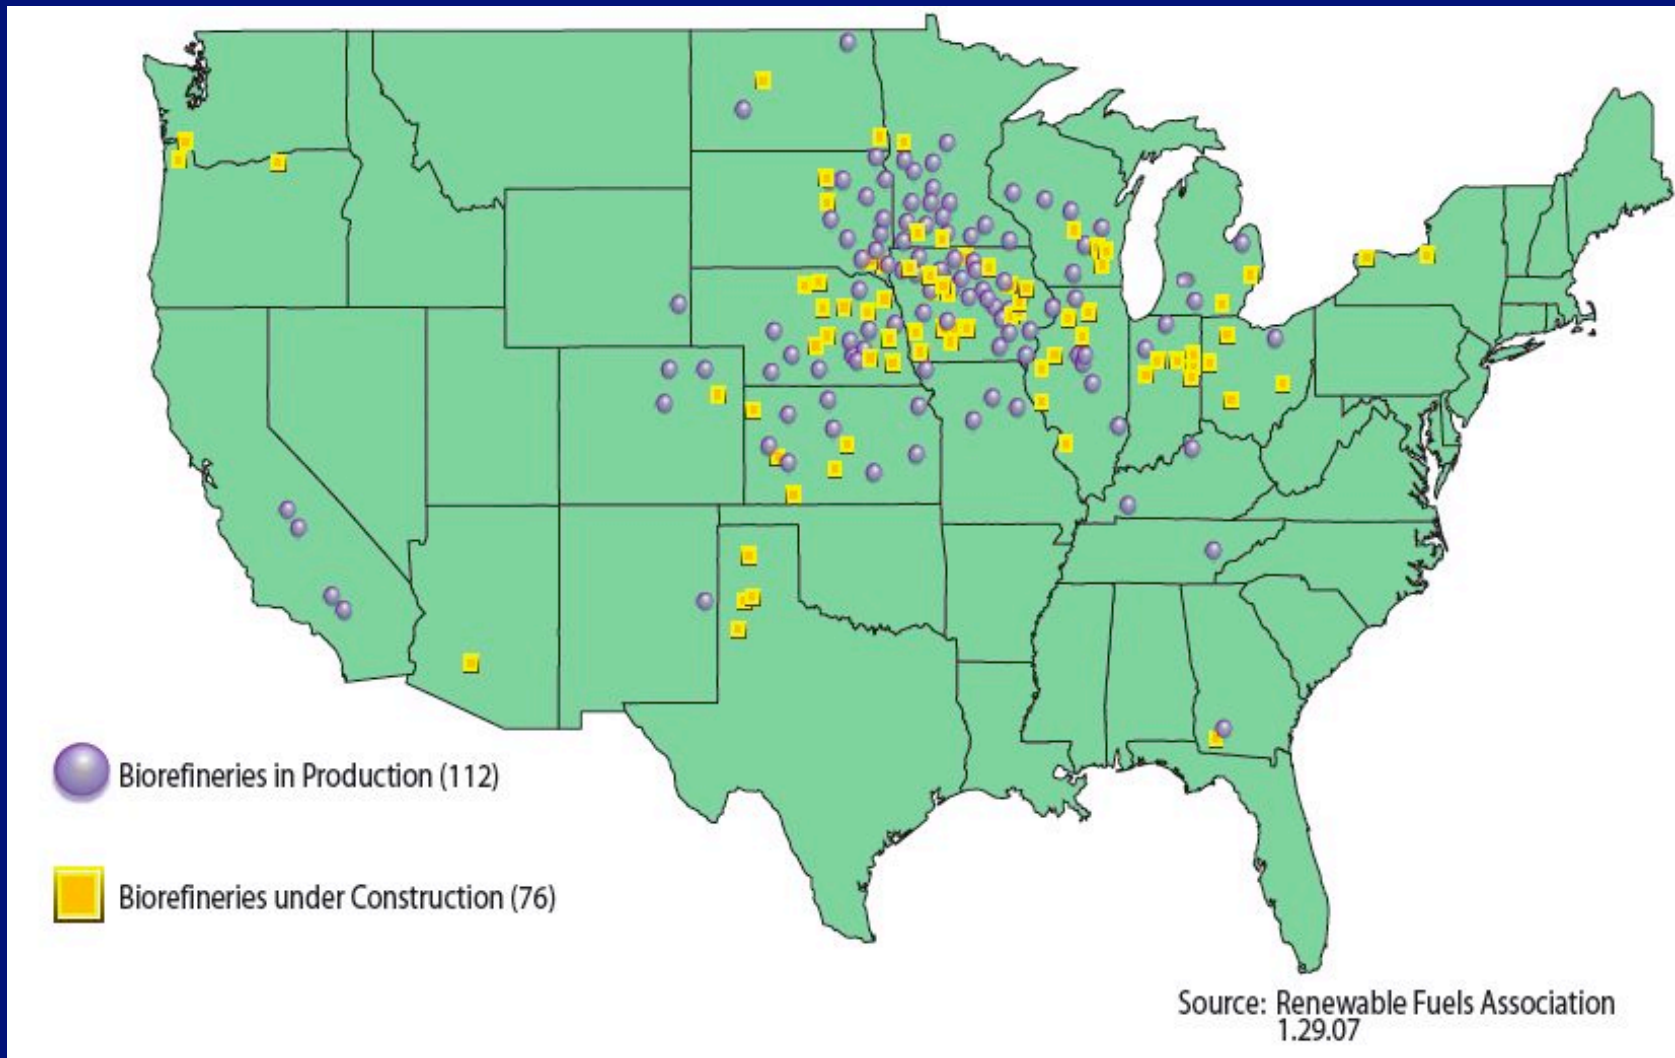 Biorefineries in Production (112)
Biorefineries under Construction (76)
Source: Renewable Fuels Association
1.29.07